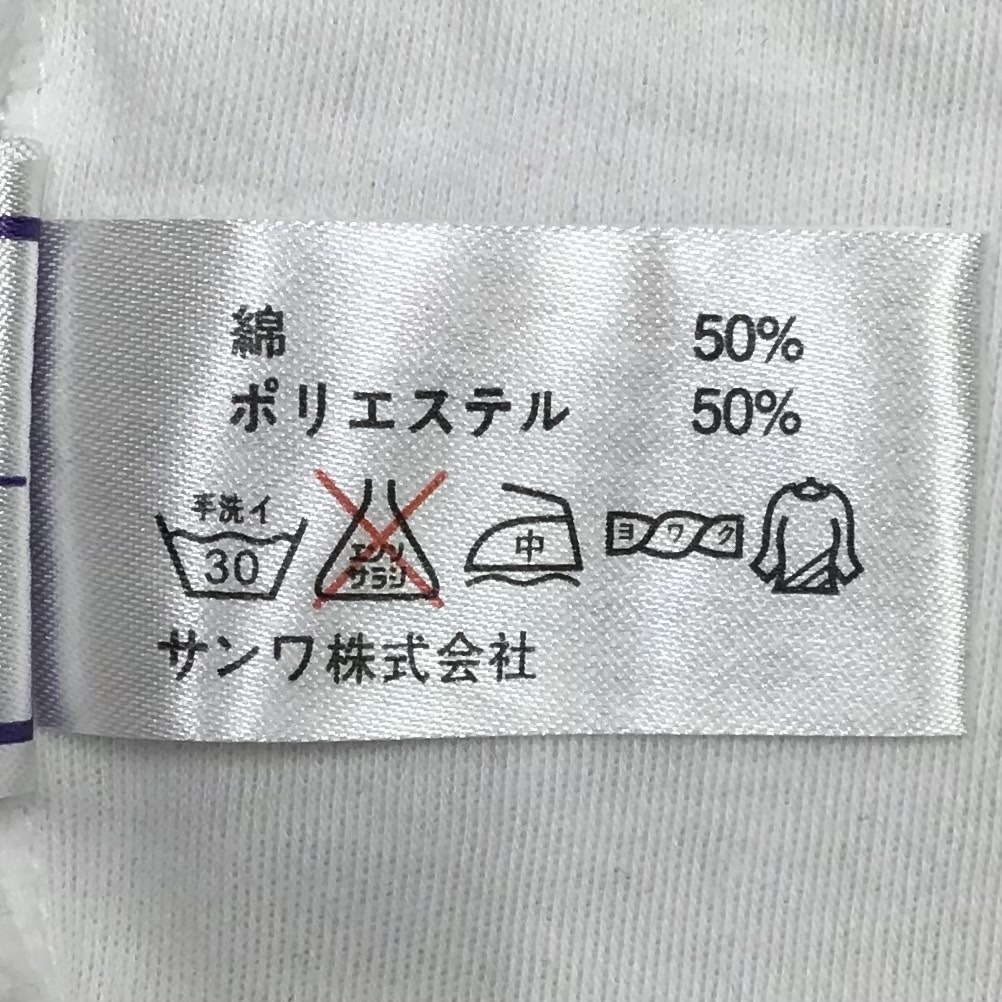 綿 50%
ポリエステル 50%
手洗イ 30
エンソサラシ
中
ヨワク
サンワ株式会社